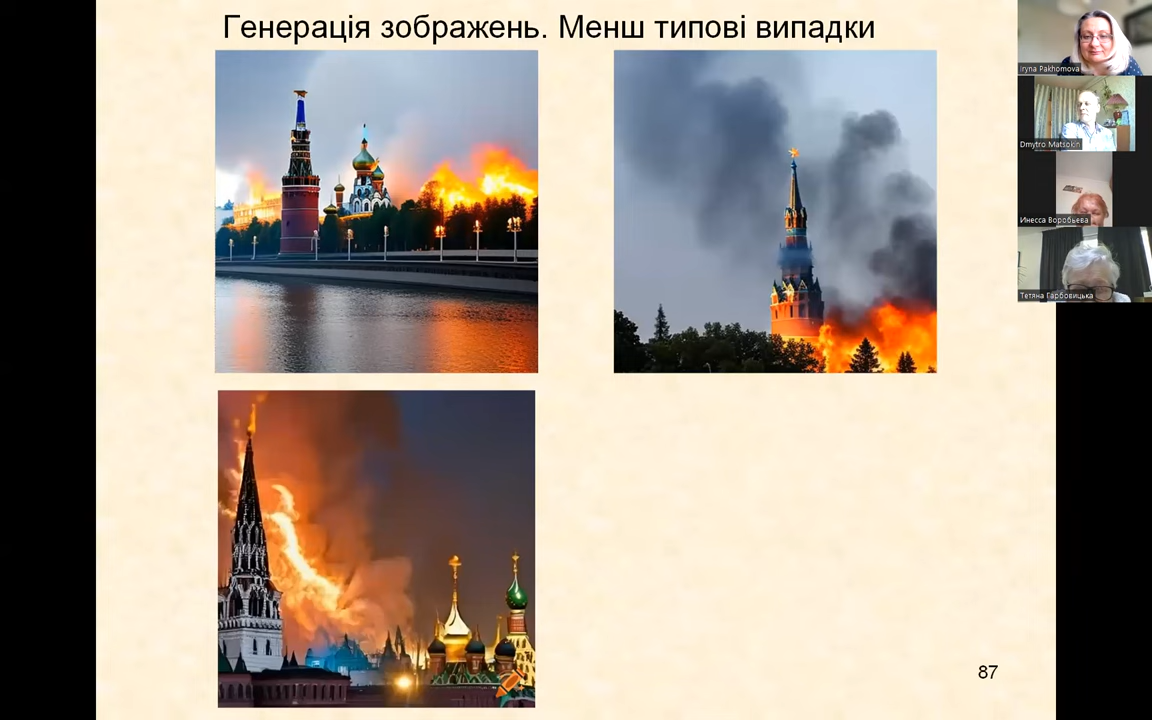 Генерація зображень. Менш типові випадки
Iryna Pakhomova
Dmytro Matsokin
Инесса Воробьева
Тетяна Гарбовицька
87